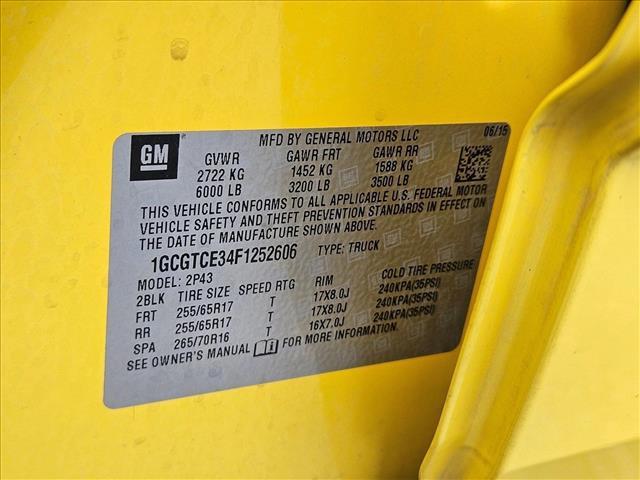 GM
MFD BY GENERAL MOTORS LLC 06/15
GVWR GAWR FRT GAWR RR
2722 KG 1452 KG 1588 KG
6000 LB 3200 LB 3500 LB
THIS VEHICLE CONFORMS TO ALL APPLICABLE U.S. FEDERAL MOTOR
VEHICLE SAFETY AND THEFT PREVENTION STANDARDS IN EFFECT ON
THE DATE OF MANUFACTURE SHOWN ABOVE.
1GCGTCE34F1252606 TYPE: TRUCK
MODEL: 2P43
2BLK TIRE SIZE SPEED RTG RIM COLD TIRE PRESSURE
FRT 255/65R17 T 17X8.0J 240KPA(35PSI)
RR 255/65R17 T 17X8.0J 240KPA(35PSI)
SPA 265/70R16 T 16X7.0J 240KPA(35PSI)
SEE OWNER'S MANUAL FOR MORE INFORMATION.